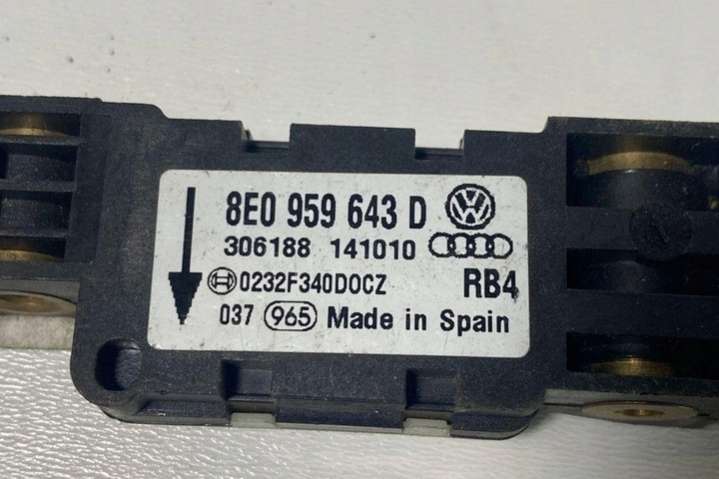 8E0 959 643 D
306188 141010
0232F340D0CZ RB4
037 965 Made in Spain